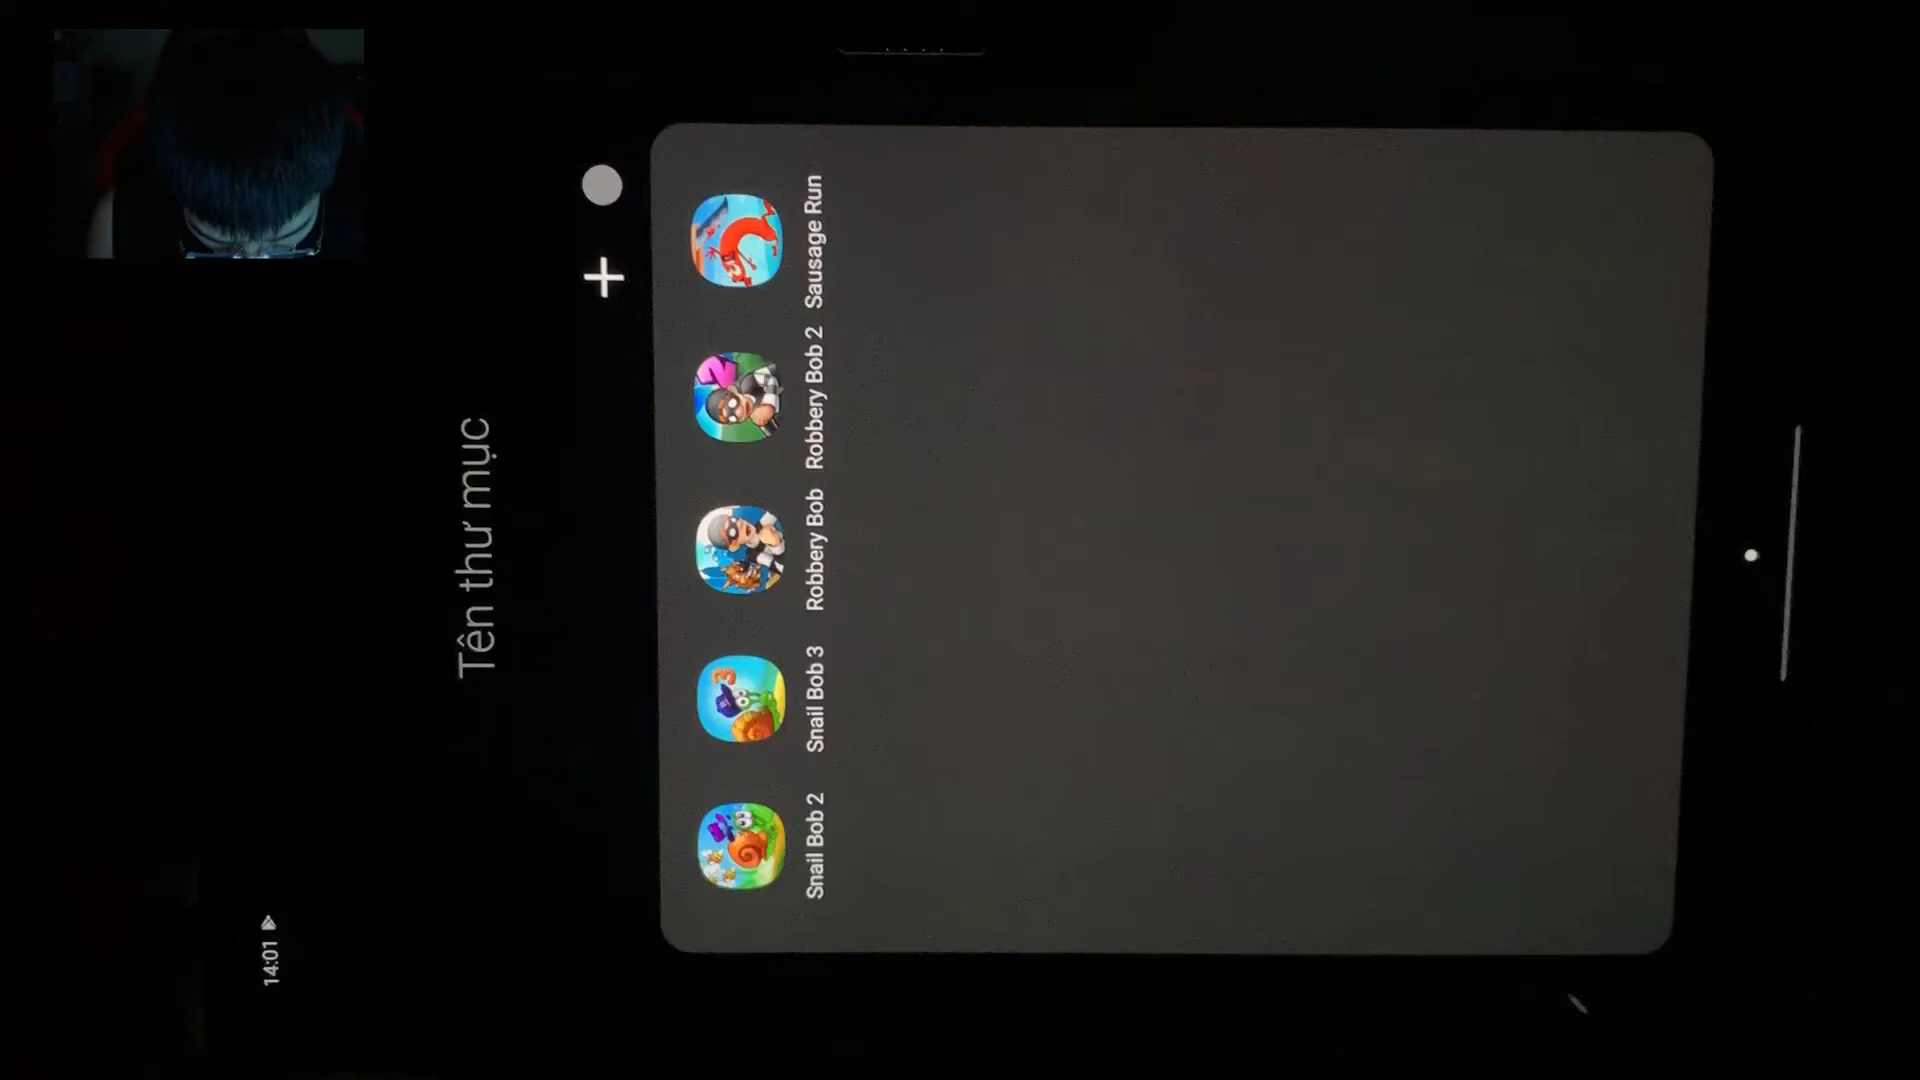 14:01
Tên thư mục
Snail Bob 2
Snail Bob 3
Robbery Bob
Robbery Bob 2
Sausage Run